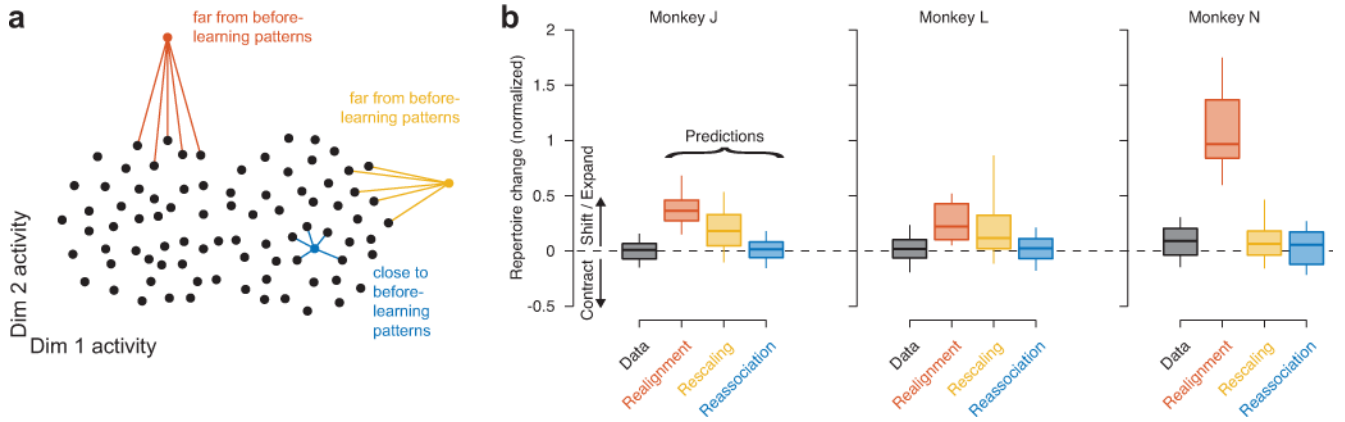 a
far from before-
learning patterns
far from before-
learning patterns
close to
before-
learning
patterns
Dim 2 activity
Dim 1 activity
b
Monkey J
Monkey L
Monkey N
Repertoire change (normalized)
Contract Shift / Expand
2
1.5
1
0.5
0
-0.5
Predictions
Data
Realignment
Rescaling
Reassociation
Data
Realignment
Rescaling
Reassociation
Data
Realignment
Rescaling
Reassociation